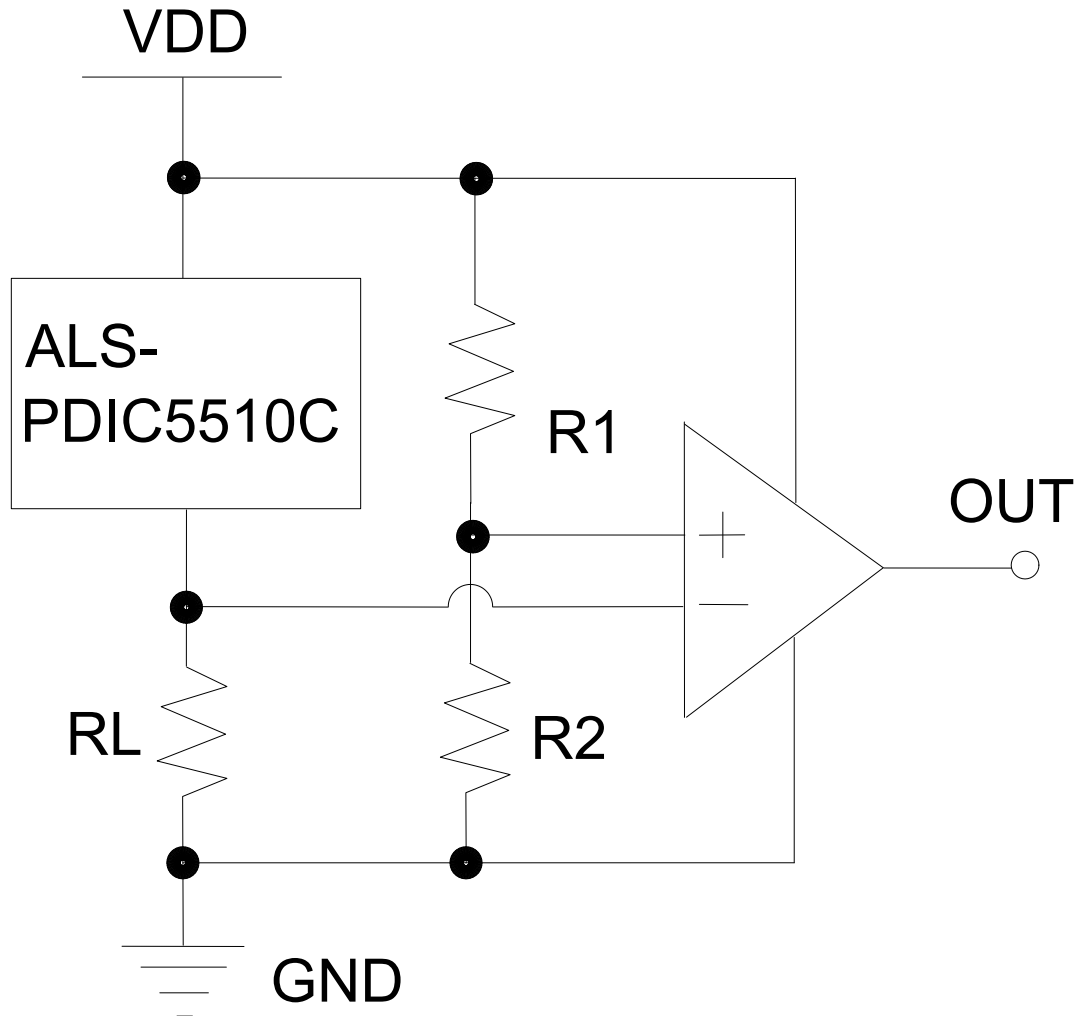 VDD
ALS-
PDIC5510C
R1
+
−
OUT
RL
R2
GND